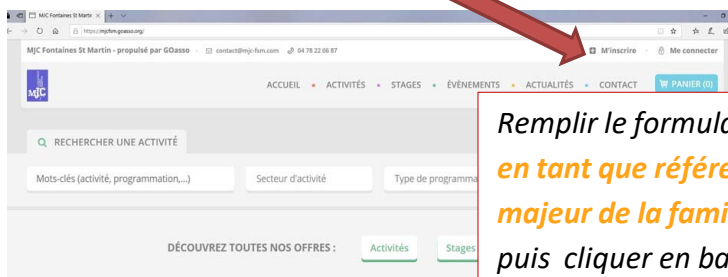 MJC Fontaines St Martin
https://mjcfsm.goasso.org/
MJC Fontaines St Martin - propulsé par GOasso
contact@mjc-fsm.com
04 78 22 06 87
M'inscrire
Me connecter
MJC
ACCUEIL • ACTIVITÉS • STAGES • ÉVÈNEMENTS • ACTUALITÉS • CONTACT
PANIER (0)
RECHERCHER UNE ACTIVITÉ
Mots-clés (activité, programmation,...)
Secteur d'activité
Type de programma
DÉCOUVREZ TOUTES NOS OFFRES :
Activités
Stages
Remplir le formul
en tant que référe
majeur de la fami
puis cliquer en ba